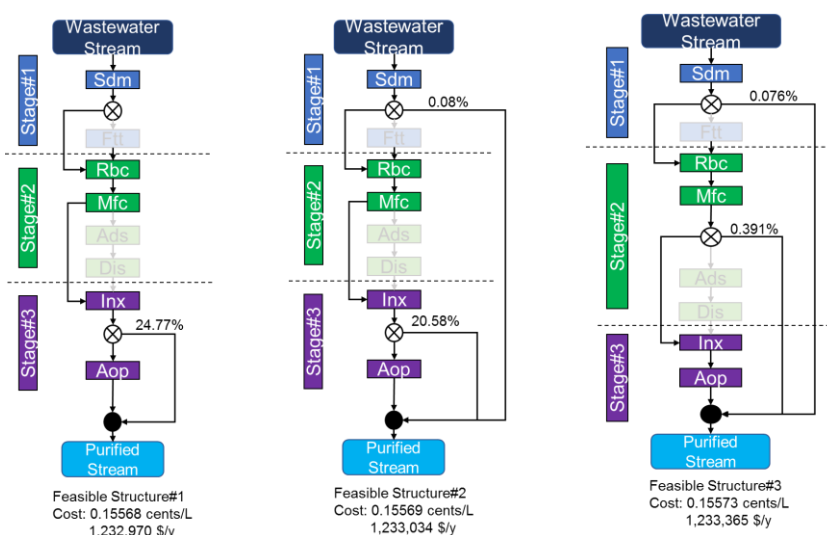 Wastewater
Stream
Stage#1
Sdm
Ftt
Stage#2
Rbc
Mfc
Ads
Dis
Stage#3
Inx
24.77%
Aop
Purified
Stream
Feasible Structure#1
Cost: 0.15568 cents/L
1,232,970 $/y
Wastewater
Stream
Stage#1
Sdm
0.08%
Ftt
Stage#2
Rbc
Mfc
Ads
Dis
Stage#3
Inx
20.58%
Aop
Purified
Stream
Feasible Structure#2
Cost: 0.15569 cents/L
1,233,034 $/y
Wastewater
Stream
Stage#1
Sdm
0.076%
Ftt
Stage#2
Rbc
Mfc
0.391%
Ads
Dis
Stage#3
Inx
Aop
Purified
Stream
Feasible Structure#3
Cost: 0.15573 cents/L
1,233,365 $/y